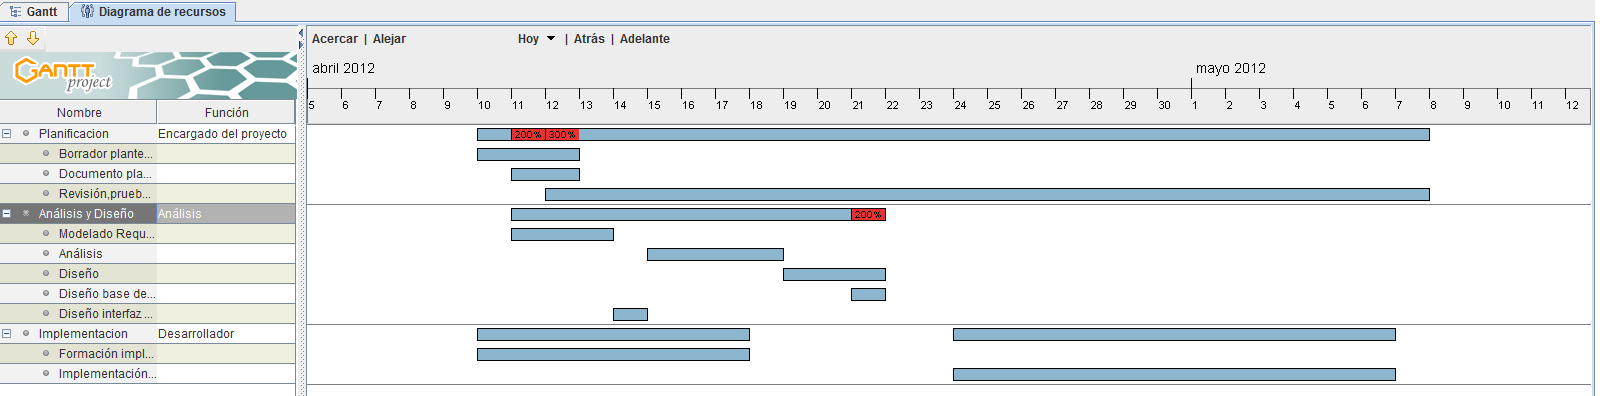 Gantt Diagrama de recursos
Acercar | Alejar Hoy | Atrás | Adelante
GANTT project
abril 2012 mayo 2012
Nombre Función
5 6 7 8 9 10 11 12 13 14 15 16 17 18 19 20 21 22 23 24 25 26 27 28 29 30 1 2 3 4 5 6 7 8 9 10 11 12
Planificacion Encargado del proyecto 200% 300%
Borrador plante...
Documento pla...
Revisión,prueb...
Análisis y Diseño Análisis 200%
Modelado Requ...
Análisis
Diseño
Diseño base de...
Diseño interfaz ...
Implementacion Desarrollador
Formación impl...
Implementación...